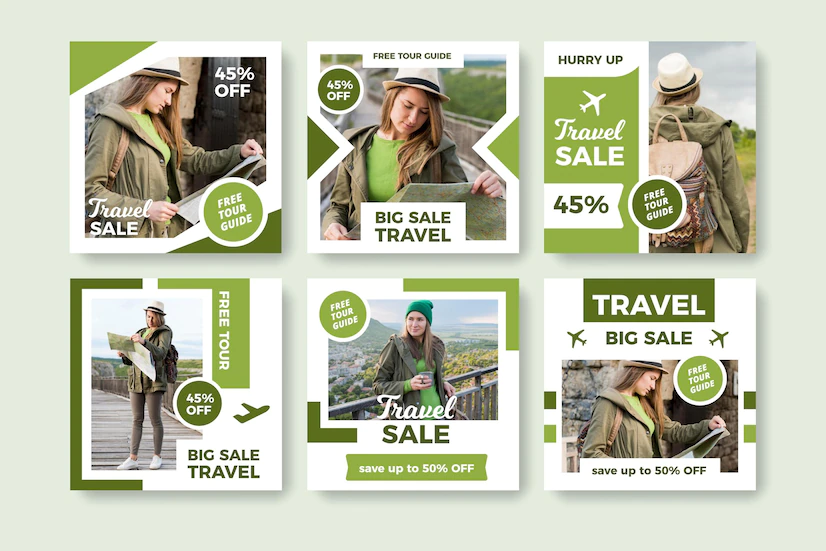 45%
OFF
Travel
SALE
FREE
TOUR
GUIDE
FREE TOUR GUIDE
45%
OFF
BIG SALE
TRAVEL
HURRY UP
Travel
SALE
45%
FREE
TOUR
GUIDE
FREE TOUR
45%
OFF
BIG SALE
TRAVEL
FREE
TOUR
GUIDE
Travel
SALE
save up to 50% OFF
TRAVEL
BIG SALE
FREE
TOUR
GUIDE
save up to 50% OFF